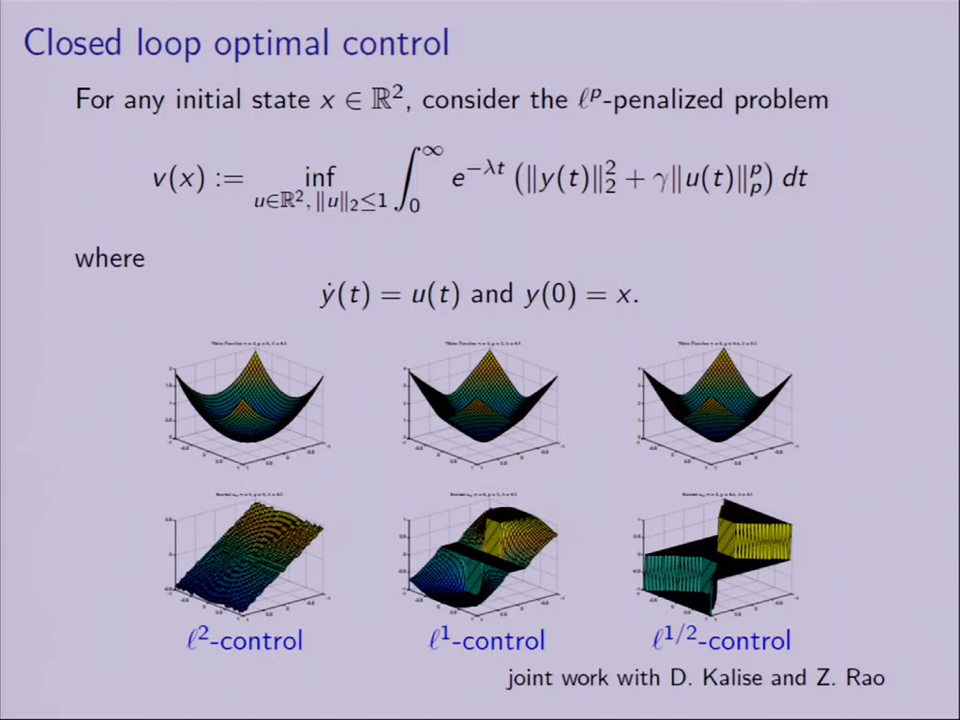 Closed loop optimal control
For any initial state x ∈ ℝ², consider the ℓᵖ-penalized problem
v(x) := inf_{u∈ℝ², ‖u‖₂≤1} ∫₀^∞ e^{−λt} (‖y(t)‖₂² + γ‖u(t)‖ₚᵖ) dt
where
ẏ(t) = u(t) and y(0) = x.
ℓ²-control ℓ¹-control ℓ^{1/2}-control
joint work with D. Kalise and Z. Rao